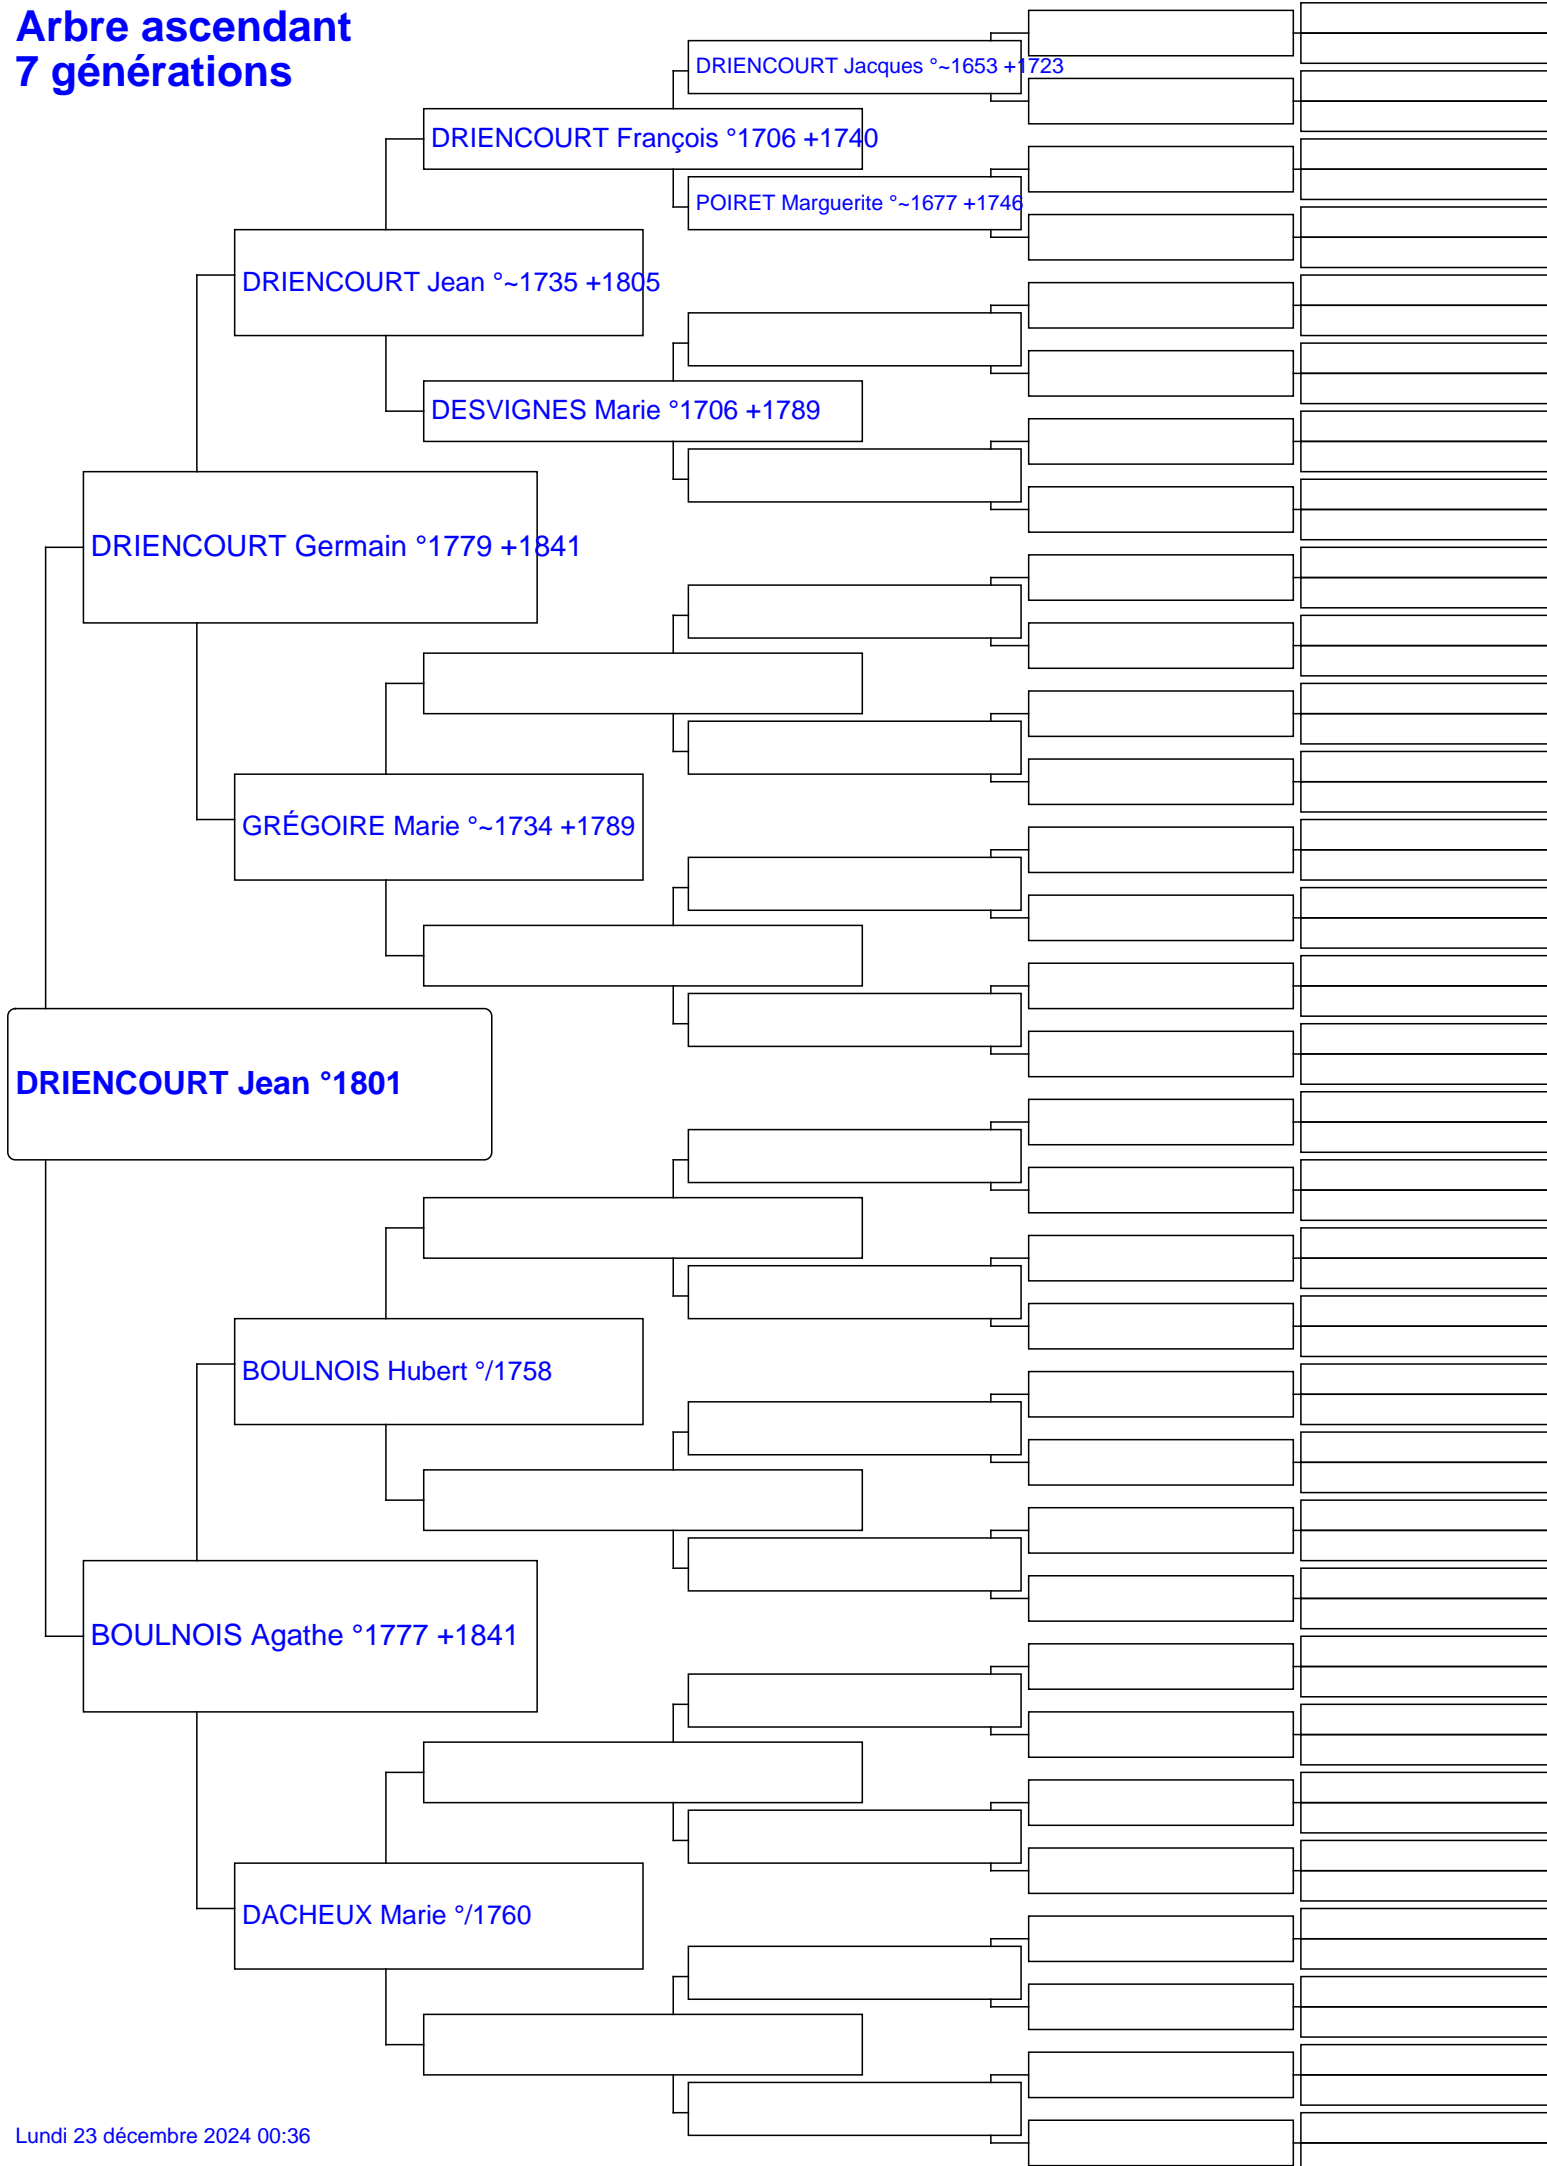 Arbre ascendant
7 générations
DRIENCOURT Jacques °~1653 +1723
DRIENCOURT François °1706 +1740
POIRET Marguerite °~1677 +1746
DRIENCOURT Jean °~1735 +1805
DESVIGNES Marie °1706 +1789
DRIENCOURT Germain °1779 +1841
GRÉGOIRE Marie °~1734 +1789
DRIENCOURT Jean °1801
BOULNOIS Hubert °/1758
BOULNOIS Agathe °1777 +1841
DACHEUX Marie °/1760
Lundi 23 décembre 2024 00:36